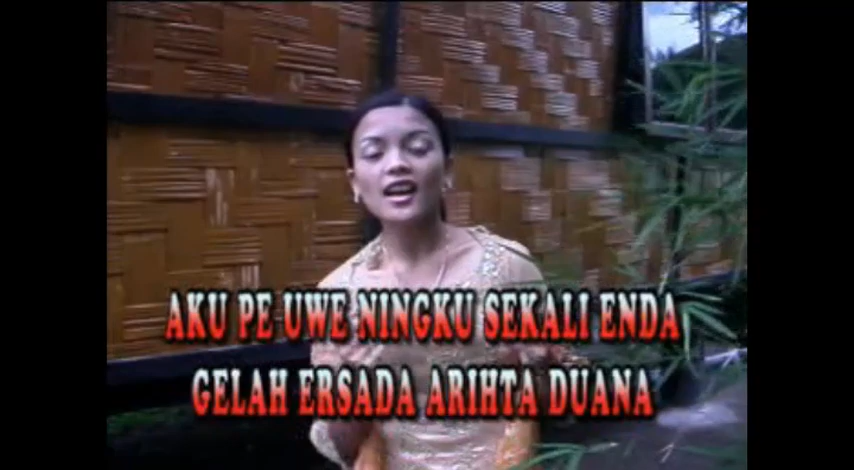 AKU PE UWE NINGKU SEKALI ENDA
GELAH ERSADA ARIHTA DUANA